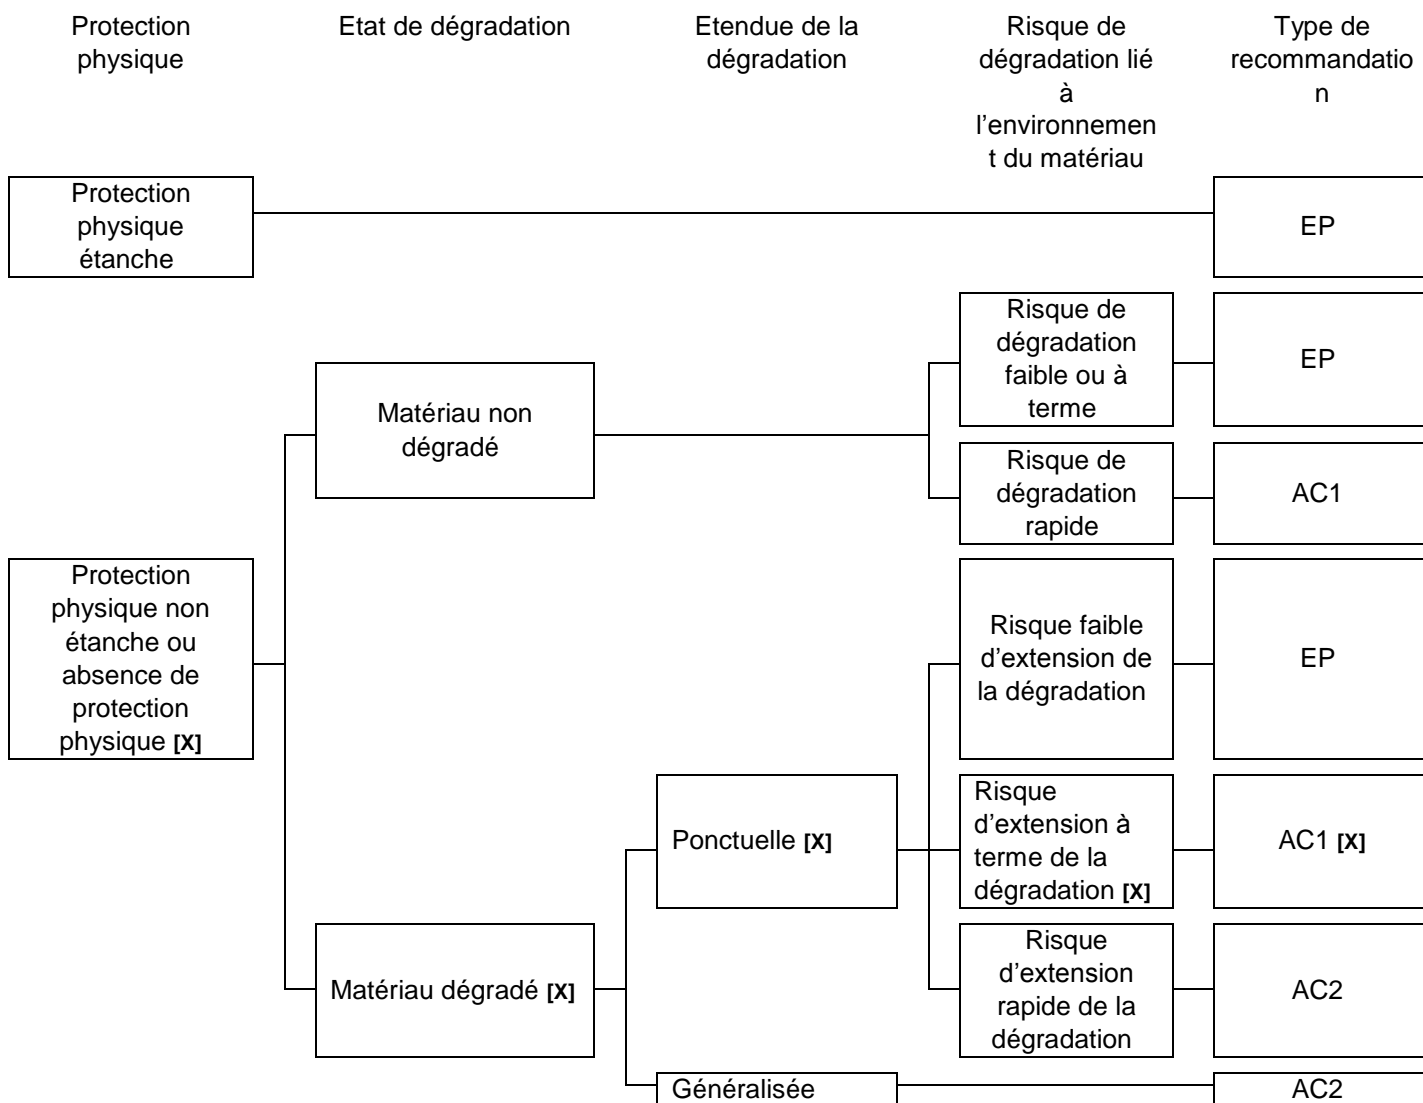 Protection
physique
Etat de dégradation
Etendue de la
dégradation
Risque de
dégradation lié
à
l'environnemen
t du matériau
Type de
recommandatio
n
Protection
physique
étanche
EP
Risque de
dégradation
faible ou à
terme
EP
Matériau non
dégradé
Risque de
dégradation
rapide
AC1
Protection
physique non
étanche ou
absence de
protection
physique [X]
Risque faible
d'extension de
la dégradation
EP
Ponctuelle [X]
Risque
d'extension à
terme de la
dégradation [X]
AC1 [X]
Matériau dégradé [X]
Risque
d'extension
rapide de la
dégradation
AC2
Généralisée
AC2